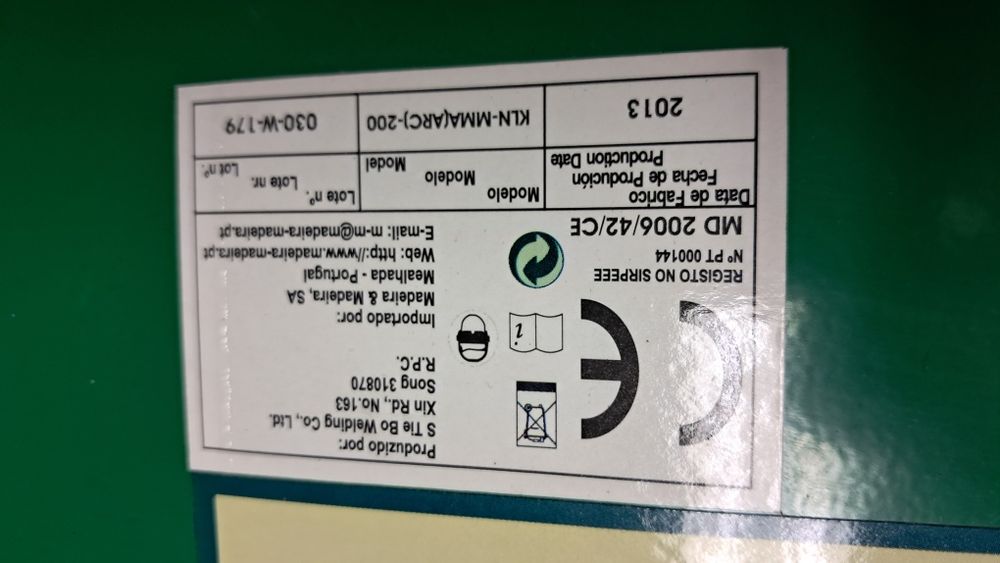 CE
REGISTO NO SIRPEEE
Nº PT 000144
MD 2006/42/CE
i
Produzido por:
S Tie Bo Welding Co., Ltd.
Xin Rd., No.163
Song 310870
R.P.C.
Importado por:
Madeira & Madeira, SA
Mealhada - Portugal
Web: http://www.madeira-madeira.pt
E-mail: m-m@madeira-madeira.pt
Data de Fabrico
Fecha de Produción
Production Date
Modelo
Modelo
Model
Lote nº.
Lote nr.
Lot nº.
2013
KLN-MMA(ARC)-200
030-W-179